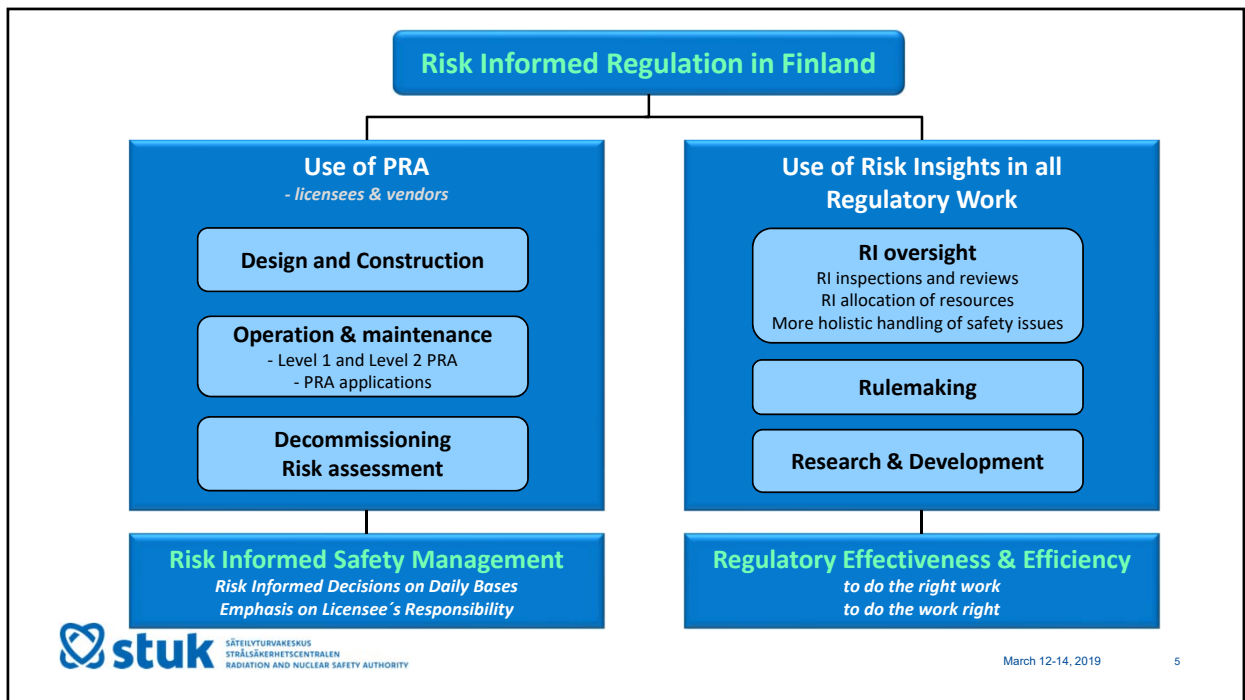 Risk Informed Regulation in Finland
Use of PRA
- licensees & vendors
Design and Construction
Operation & maintenance
- Level 1 and Level 2 PRA
- PRA applications
Decommissioning
Risk assessment
Risk Informed Safety Management
Risk Informed Decisions on Daily Bases
Emphasis on Licensee´s Responsibility
Use of Risk Insights in all
Regulatory Work
RI oversight
RI inspections and reviews
RI allocation of resources
More holistic handling of safety issues
Rulemaking
Research & Development
Regulatory Effectiveness & Efficiency
to do the right work
to do the work right
stuk
SÄTEILYTURVAKESKUS
STRÅLSÄKERHETSCENTRALEN
RADIATION AND NUCLEAR SAFETY AUTHORITY
March 12-14, 2019
5